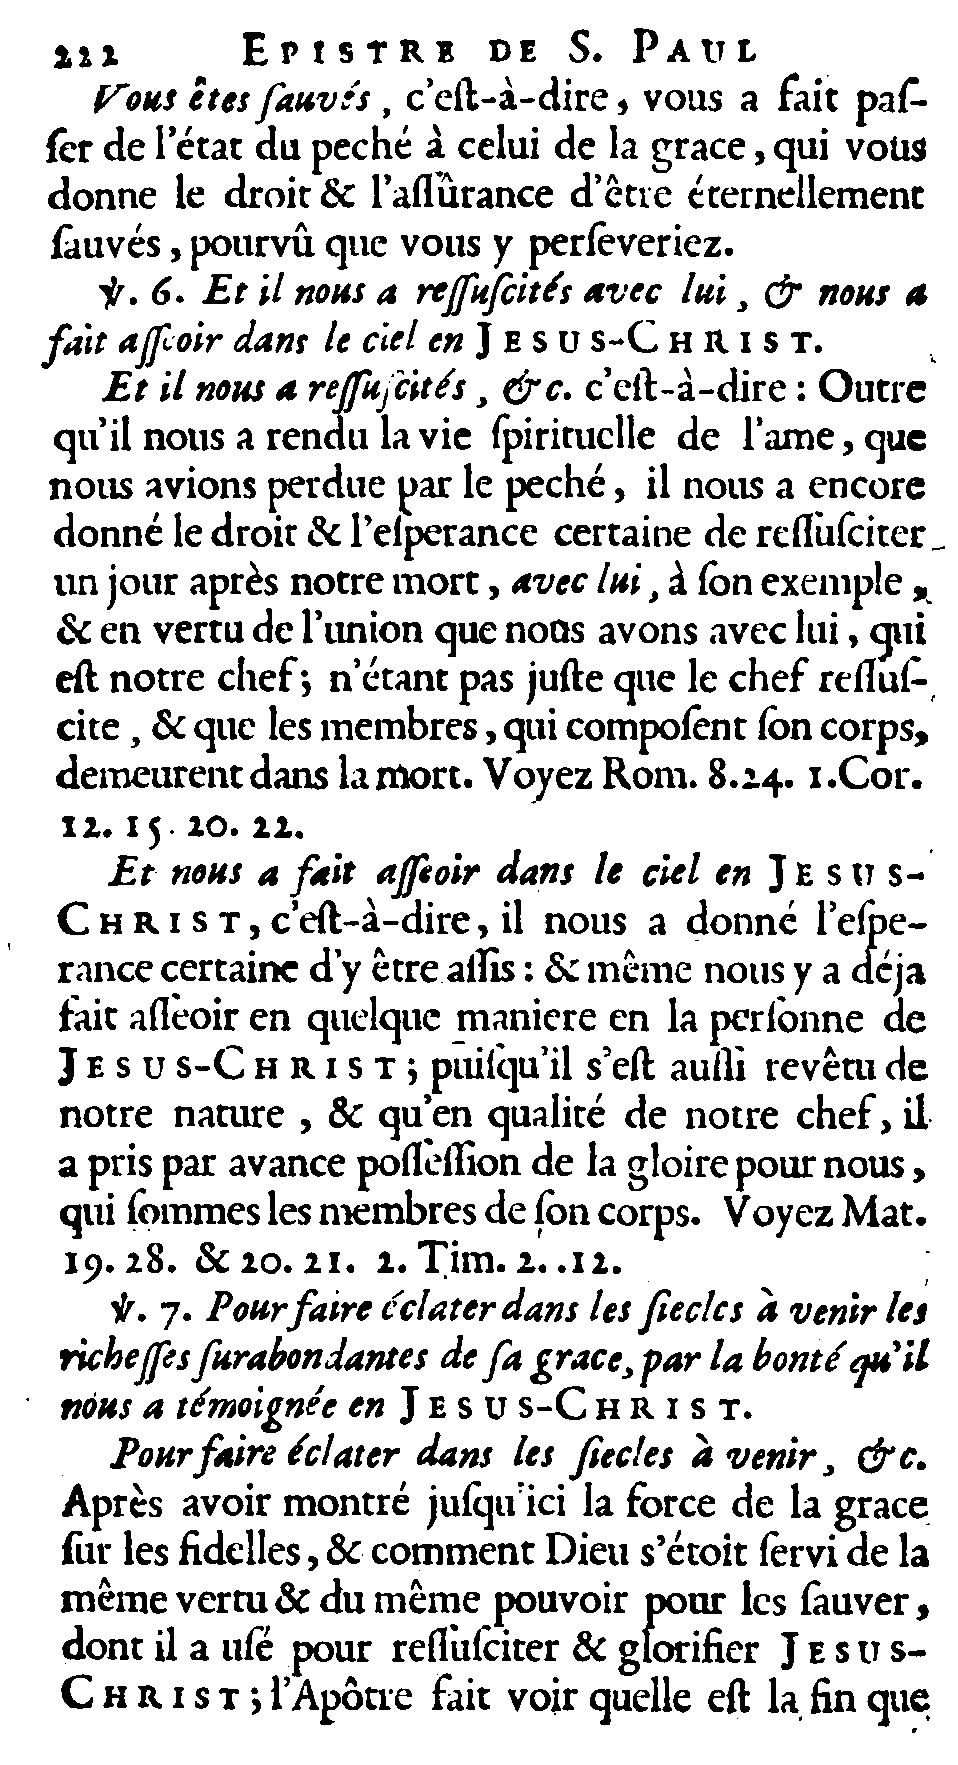 222 EPISTRE DE S. PAUL
Vous êtes ſauvés, c'eſt-à-dire, vous a fait paſ-
ſer de l'état du peché à celui de la grace, qui vous
donne le droit & l'aſſûrance d'être éternellement
ſauvés, pourvû que vous y perſeveriez.
℣. 6. Et il nous a reſſuſcités avec lui, & nous a
fait aſſeoir dans le ciel en JESUS-CHRIST.
Et il nous a reſſuſcités, &c. c'eſt-à-dire : Outre
qu'il nous a rendu la vie ſpirituelle de l'ame, que
nous avions perdue par le peché, il nous a encore
donné le droit & l'eſperance certaine de reſſuſciter
un jour après notre mort, avec lui, à ſon exemple,
& en vertu de l'union que nous avons avec lui, qui
eſt notre chef; n'étant pas juſte que le chef reſſuſ-
cite, & que les membres, qui compoſent ſon corps,
demeurent dans la mort. Voyez Rom. 8.24. 1.Cor.
12. 15. 20. 22.
Et nous a fait aſſeoir dans le ciel en JESUS-
CHRIST, c'eſt-à-dire, il nous a donné l'eſpe-
rance certaine d'y être aſſis : & même nous y a déja
fait aſſeoir en quelque maniere en la perſonne de
JESUS-CHRIST; puiſqu'il s'eſt auſſi revêtu de
notre nature, & qu'en qualité de notre chef, il
a pris par avance poſſeſſion de la gloire pour nous,
qui ſommes les membres de ſon corps. Voyez Mat.
19. 28. & 20. 21. 2. Tim. 2. .12.
℣. 7. Pour faire éclater dans les ſiecles à venir les
richeſſes ſurabondantes de ſa grace, par la bonté qu'il
nous a témoignée en JESUS-CHRIST.
Pour faire éclater dans les ſiecles à venir, &c.
Après avoir montré juſqu'ici la force de la grace
ſur les fidelles, & comment Dieu s'étoit ſervi de la
même vertu & du même pouvoir pour les ſauver,
dont il a uſé pour reſſuſciter & glorifier JESUS-
CHRIST; l'Apôtre fait voir quelle eſt la fin que